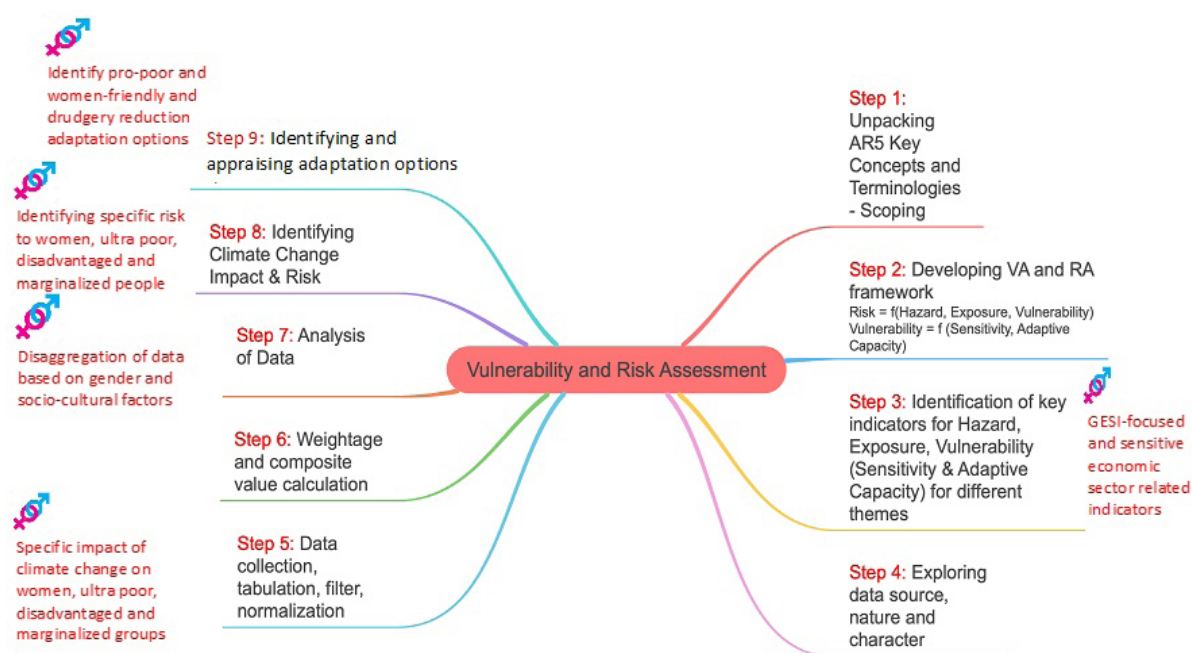 Vulnerability and Risk Assessment
Step 1:
Unpacking
AR5 Key
Concepts and
Terminologies
- Scoping
Step 2: Developing VA and RA
framework
Risk = f(Hazard, Exposure, Vulnerability)
Vulnerability = f (Sensitivity, Adaptive
Capacity)
Step 3: Identification of key
indicators for Hazard,
Exposure, Vulnerability
(Sensitivity & Adaptive
Capacity) for different
themes
GESI-focused
and sensitive
economic
sector related
indicators
Step 4: Exploring
data source,
nature and
character
Step 5: Data
collection,
tabulation, filter,
normalization
Specific impact of
climate change on
women, ultra poor,
disadvantaged and
marginalized groups
Step 6: Weightage
and composite
value calculation
Step 7: Analysis
of Data
Disaggregation of data
based on gender and
socio-cultural factors
Step 8: Identifying
Climate Change
Impact & Risk
Identifying specific risk
to women, ultra poor,
disadvantaged and
marginalized people
Step 9: Identifying and
appraising adaptation options
Identify pro-poor and
women-friendly and
drudgery reduction
adaptation options